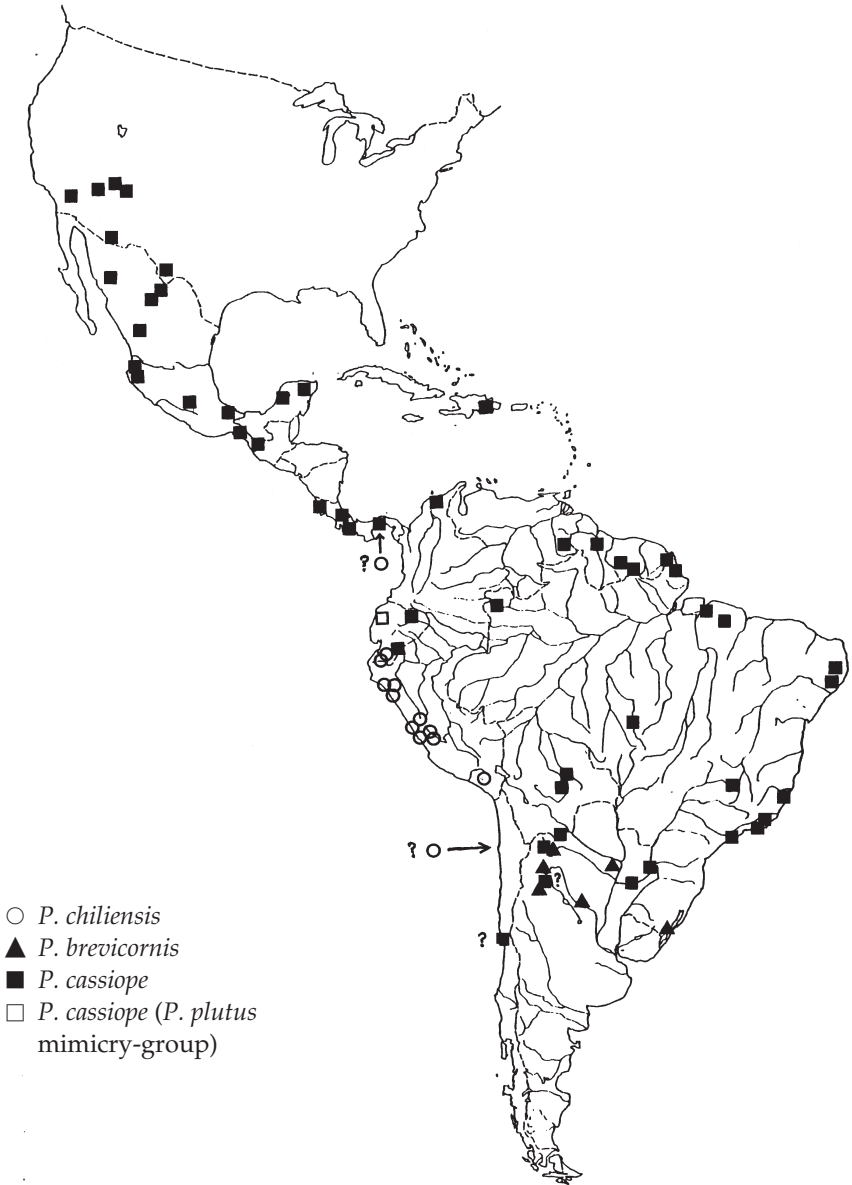 ?
?
?
?
P. chiliensis
P. brevicornis
P. cassiope
P. cassiope (P. plutus
mimicry-group)